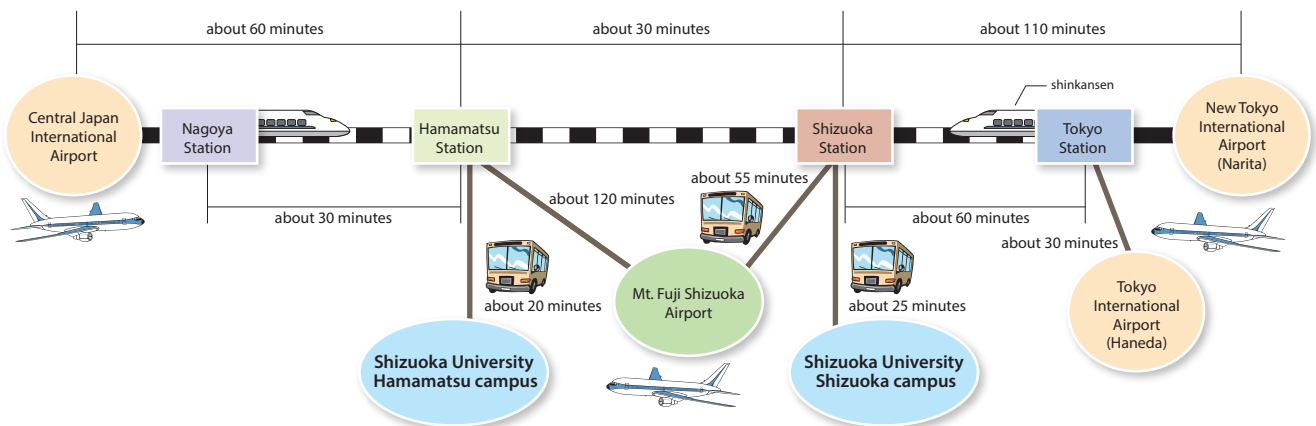 about 60 minutes
about 30 minutes
about 110 minutes
shinkansen
Central Japan
International
Airport
Nagoya
Station
Hamamatsu
Station
Shizuoka
Station
Tokyo
Station
New Tokyo
International
Airport
(Narita)
about 30 minutes
about 120 minutes
about 55 minutes
about 60 minutes
about 30 minutes
about 20 minutes
Mt. Fuji Shizuoka
Airport
about 25 minutes
Tokyo
International
Airport
(Haneda)
Shizuoka University
Hamamatsu campus
Shizuoka University
Shizuoka campus